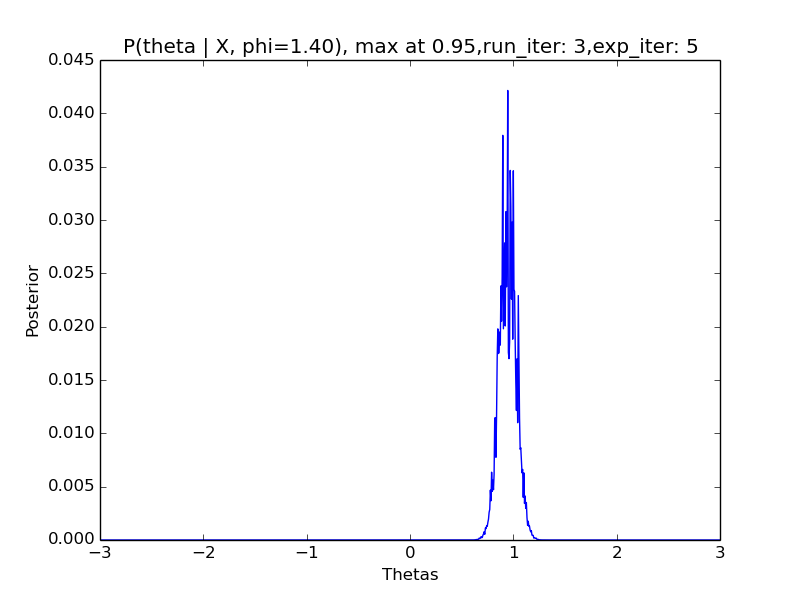 P(theta | X, phi=1.40), max at 0.95,run_iter: 3,exp_iter: 5
0.045
0.040
0.035
0.030
0.025
0.020
0.015
0.010
0.005
0.000
Posterior
−3 −2 −1 0 1 2 3
Thetas